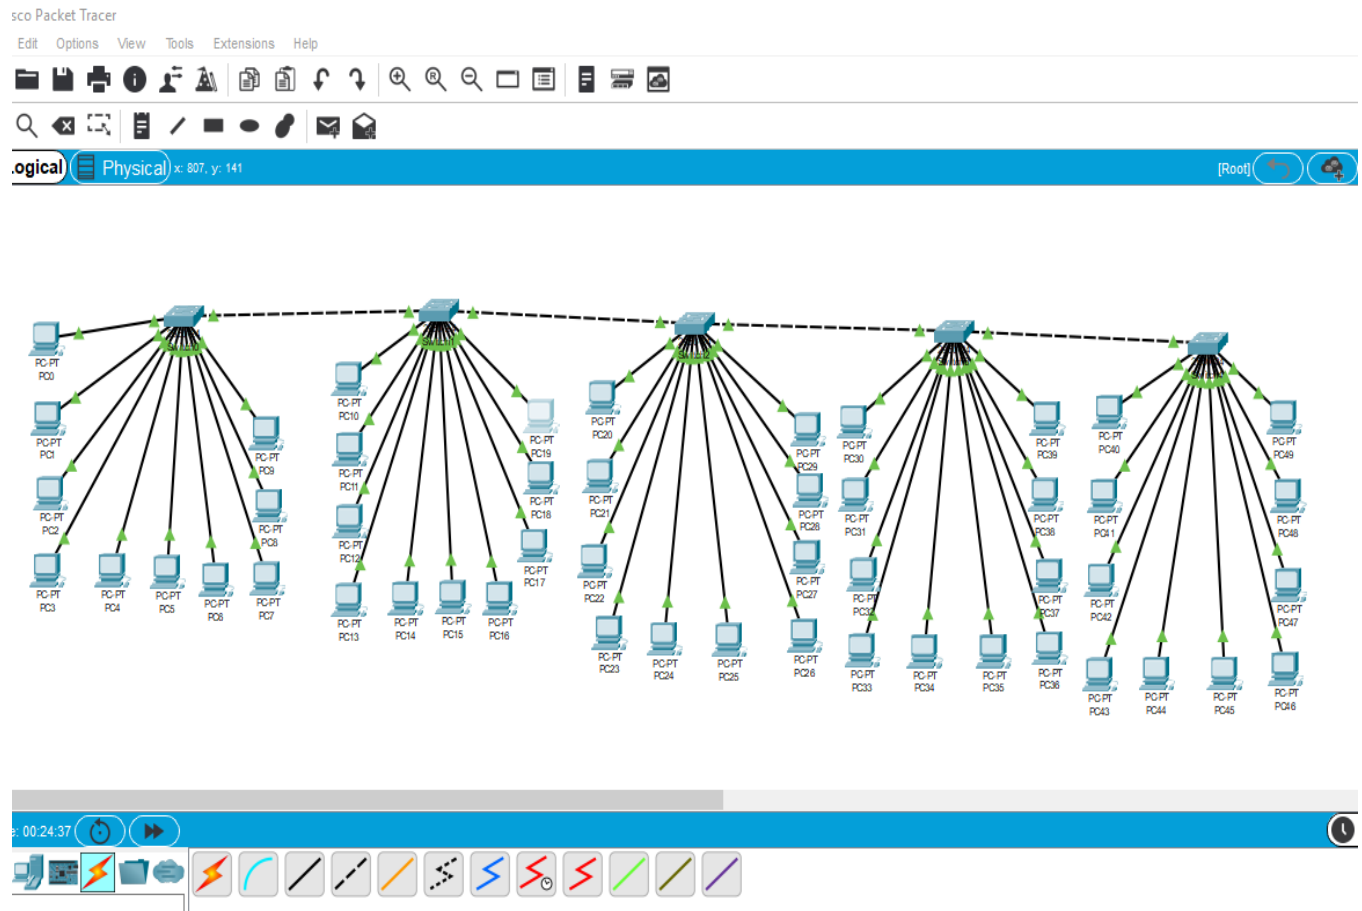 sco Packet Tracer
Edit Options View Tools Extensions Help
.ogical Physical x: 807, y: 141 [Root]
PC-PT
PC0
PC-PT
PC1
PC-PT
PC2
PC-PT
PC3
PC-PT
PC4
PC-PT
PC5
PC-PT
PC6
PC-PT
PC7
PC-PT
PC8
PC-PT
PC9
PC-PT
PC10
PC-PT
PC11
PC-PT
PC12
PC-PT
PC13
PC-PT
PC14
PC-PT
PC15
PC-PT
PC16
PC-PT
PC17
PC-PT
PC18
PC-PT
PC19
PC-PT
PC20
PC-PT
PC21
PC-PT
PC22
PC-PT
PC23
PC-PT
PC24
PC-PT
PC25
PC-PT
PC26
PC-PT
PC27
PC-PT
PC28
PC-PT
PC29
PC-PT
PC30
PC-PT
PC31
PC-PT
PC32
PC-PT
PC33
PC-PT
PC34
PC-PT
PC35
PC-PT
PC36
PC-PT
PC37
PC-PT
PC38
PC-PT
PC39
PC-PT
PC40
PC-PT
PC41
PC-PT
PC42
PC-PT
PC43
PC-PT
PC44
PC-PT
PC45
PC-PT
PC46
PC-PT
PC47
PC-PT
PC48
PC-PT
PC49
e: 00:24:37